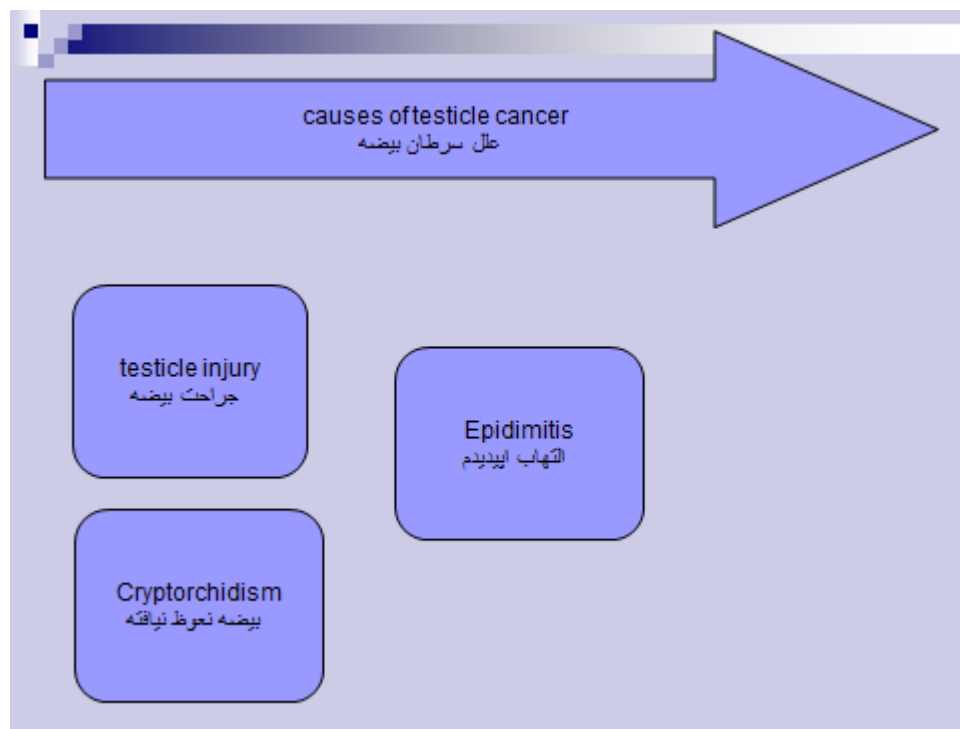 causes of testicle cancer
علل سرطان بیضه
testicle injury
جراحت بیضه
Epidimitis
التهاب اپیدیدم
Cryptorchidism
بیضه نعوظ نیافته